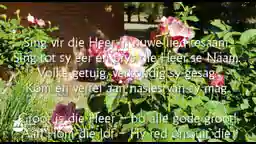 Sing vir die Heer 'n nuwe lied tesaam.
Sing tot sy eer en prys die Heer se Naam.
Volke getuig, verkondig sy gesag.
Kom en vertel aan nasies van sy mag.
Groot is die Heer bo alle gode groot!
Aan Hom die lof Hy red ons uit die